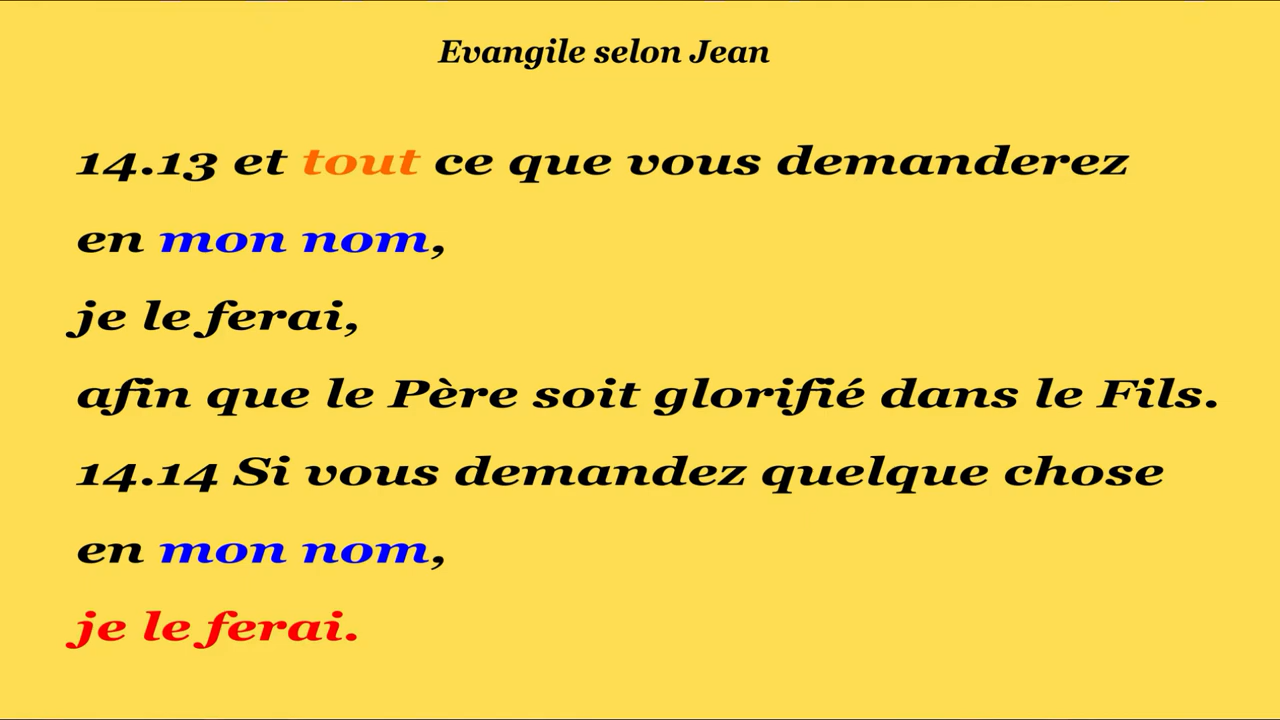 Evangile selon Jean
14.13 et tout ce que vous demanderez
en mon nom,
je le ferai,
afin que le Père soit glorifié dans le Fils.
14.14 Si vous demandez quelque chose
en mon nom,
je le ferai.